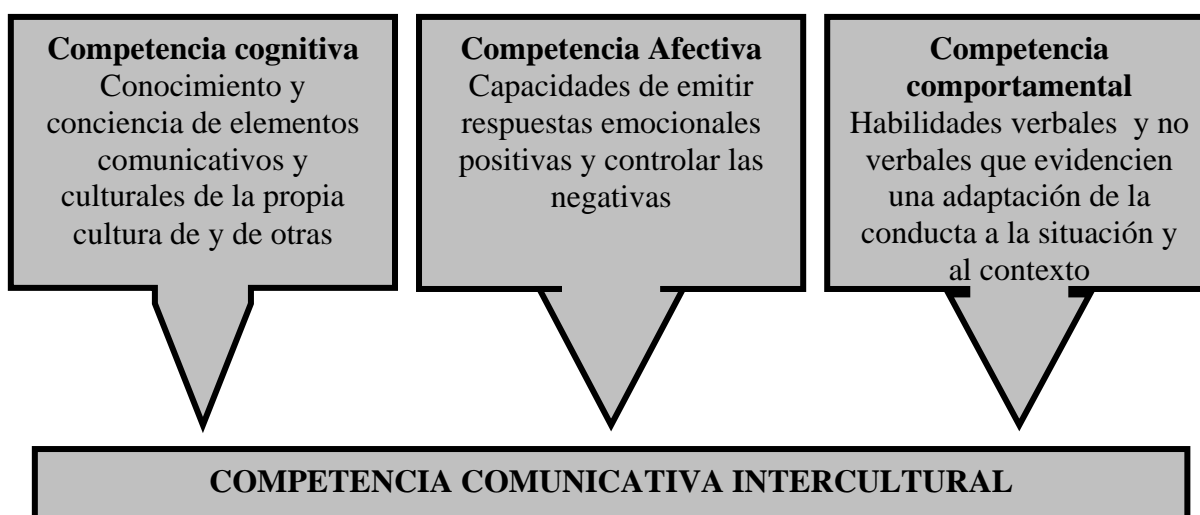 Competencia cognitiva
Conocimiento y
conciencia de elementos
comunicativos y
culturales de la propia
cultura de y de otras
Competencia Afectiva
Capacidades de emitir
respuestas emocionales
positivas y controlar las
negativas
Competencia
comportamental
Habilidades verbales y no
verbales que evidencien
una adaptación de la
conducta a la situación y
al contexto
COMPETENCIA COMUNICATIVA INTERCULTURAL